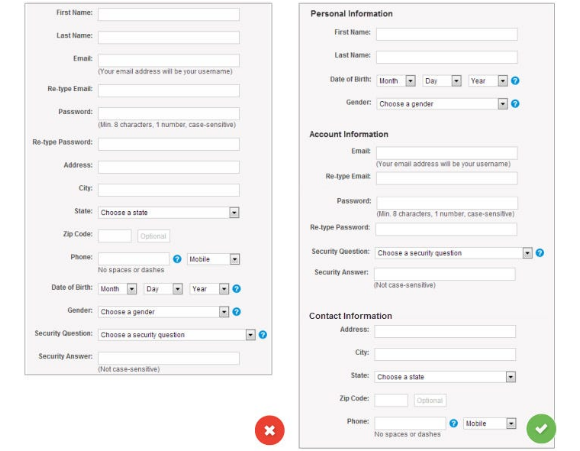 First Name:
Last Name:
Email:
(Your email address will be your username)
Re-type Email:
Password:
(Min. 8 characters, 1 number, case-sensitive)
Re-type Password:
Address:
City:
State: Choose a state
Zip Code: Optional
Phone: Mobile
No spaces or dashes
Date of Birth: Month Day Year
Gender: Choose a gender
Security Question: Choose a security question
Security Answer:
(Not case-sensitive)
Personal Information
First Name:
Last Name:
Date of Birth: Month Day Year
Gender: Choose a gender
Account Information
Email:
(Your email address will be your username)
Re-type Email:
Password:
(Min. 8 characters, 1 number, case-sensitive)
Re-type Password:
Security Question: Choose a security question
Security Answer:
(Not case-sensitive)
Contact Information
Address:
City:
State: Choose a state
Zip Code: Optional
Phone: Mobile
No spaces or dashes